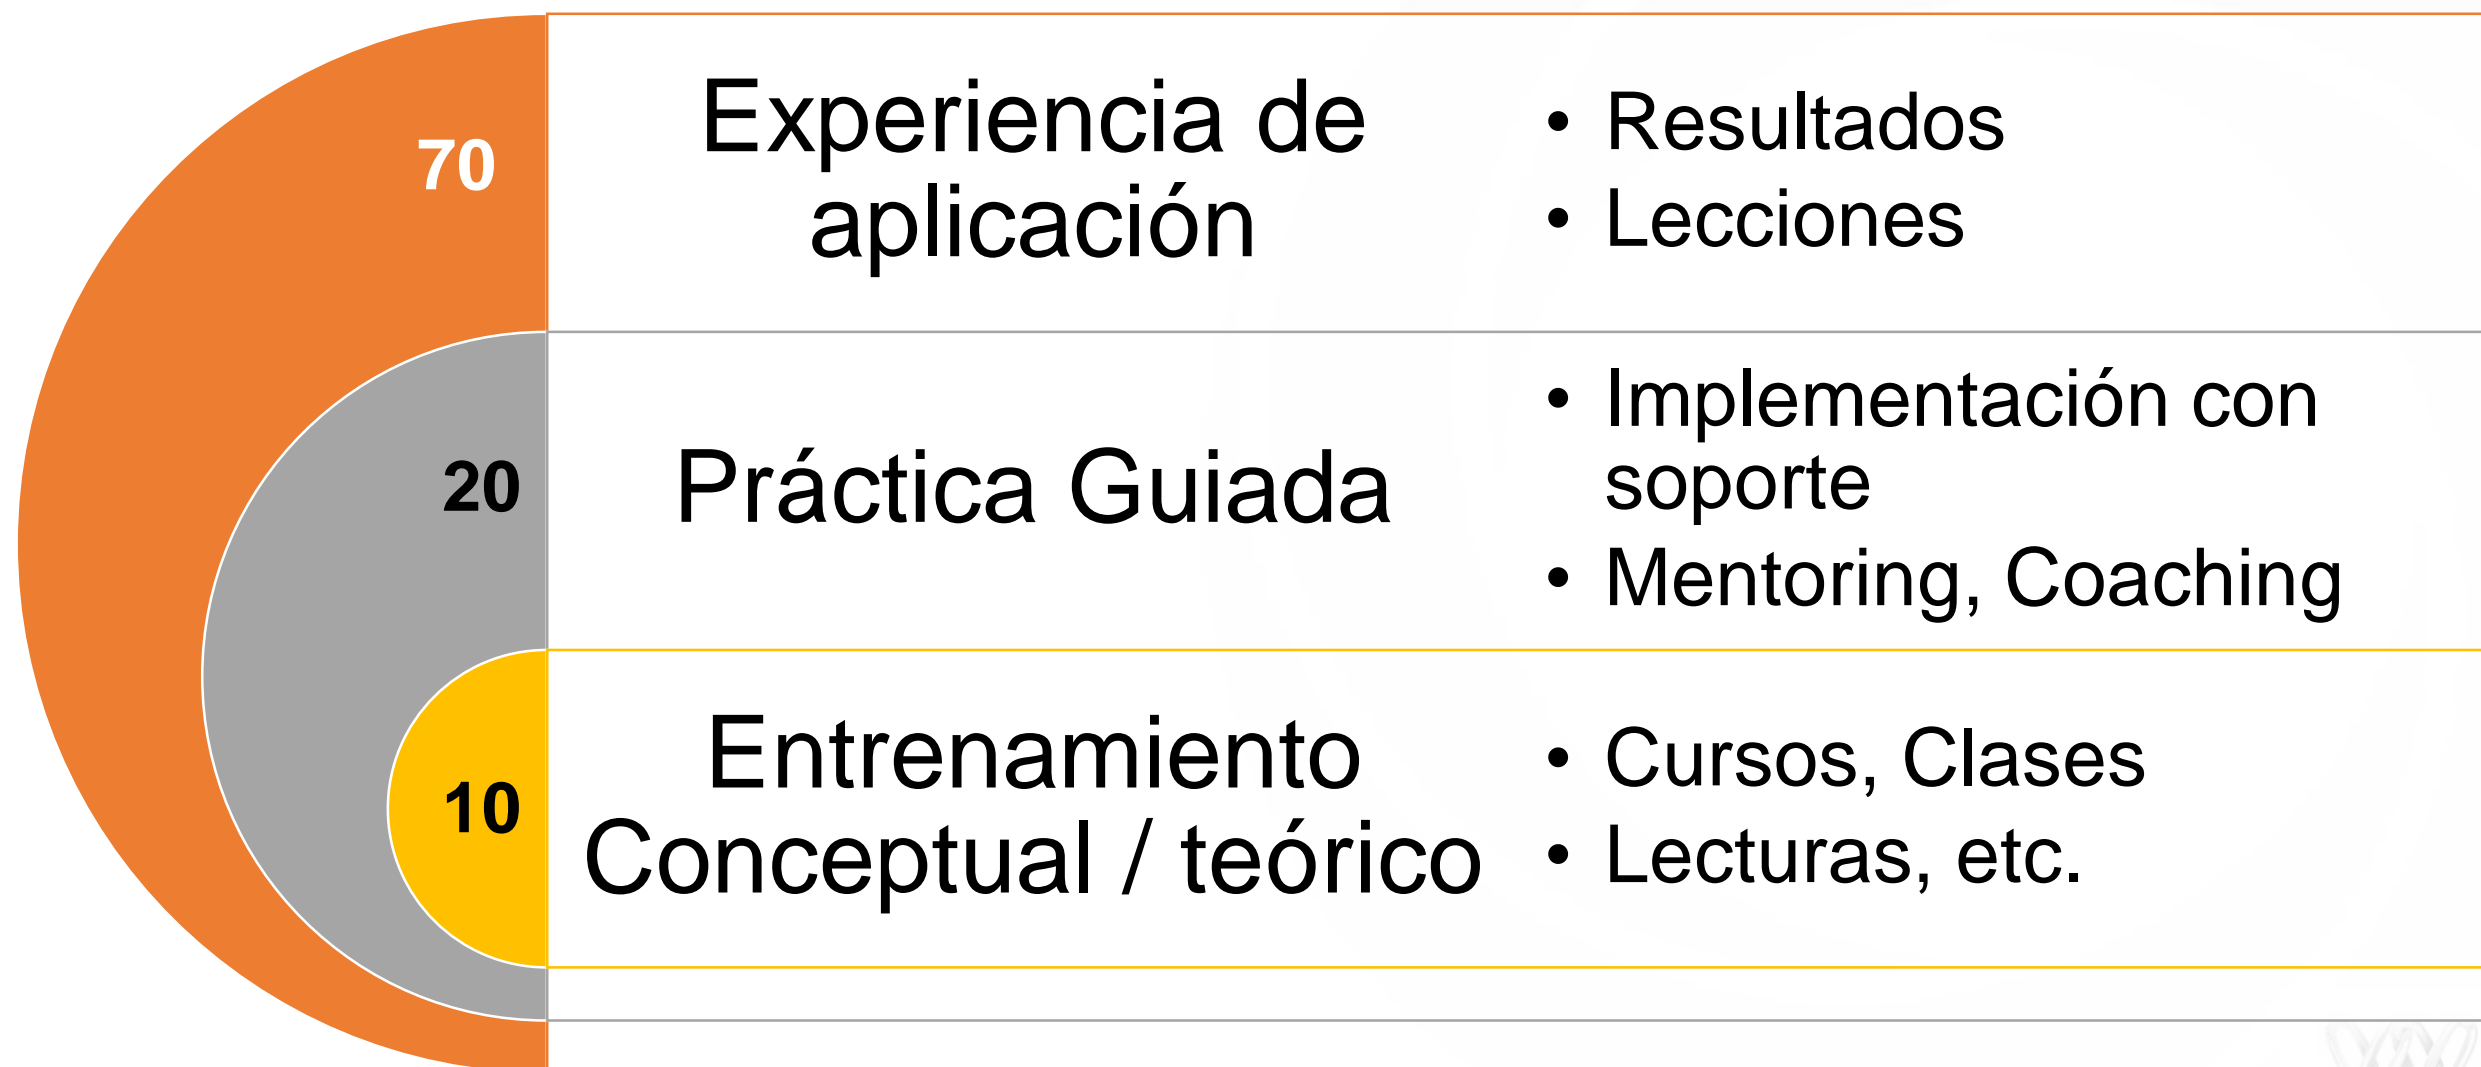 70
Experiencia de
aplicación
• Resultados
• Lecciones
20
Práctica Guiada
• Implementación con
soporte
• Mentoring, Coaching
10
Entrenamiento
Conceptual / teórico
• Cursos, Clases
• Lecturas, etc.